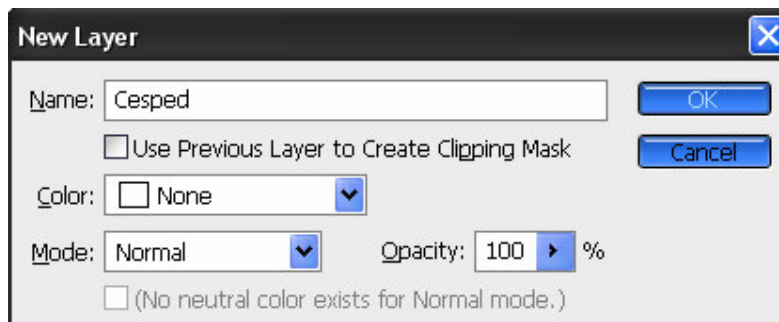 New Layer
Name: Cesped
OK
Use Previous Layer to Create Clipping Mask
Cancel
Color: None
Mode: Normal Opacity: 100 %
(No neutral color exists for Normal mode.)